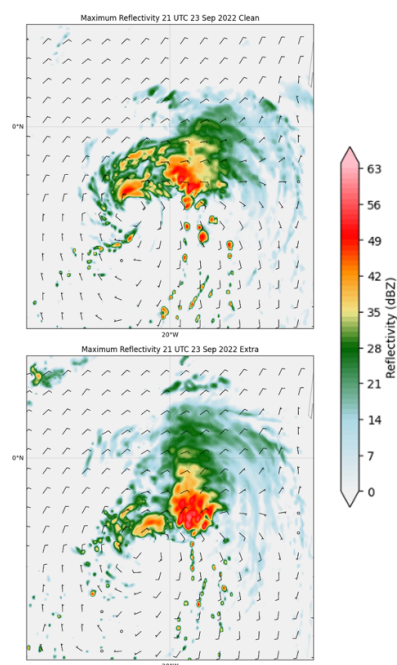 Maximum Reflectivity 21 UTC 23 Sep 2022 Clean
0°N
20°W
Maximum Reflectivity 21 UTC 23 Sep 2022 Extra
0°N
63
56
49
42
35
28
21
14
7
0
Reflectivity (dBZ)